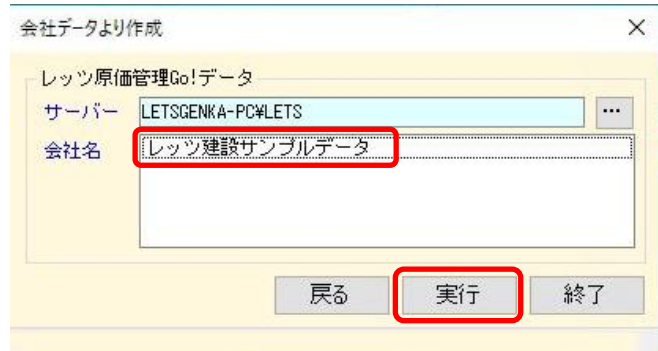 会社データより作成
レッツ原価管理Go!データ
サーバー LETSGENKA-PC¥LETS ...
会社名 レッツ建設サンプルデータ
戻る 実行 終了